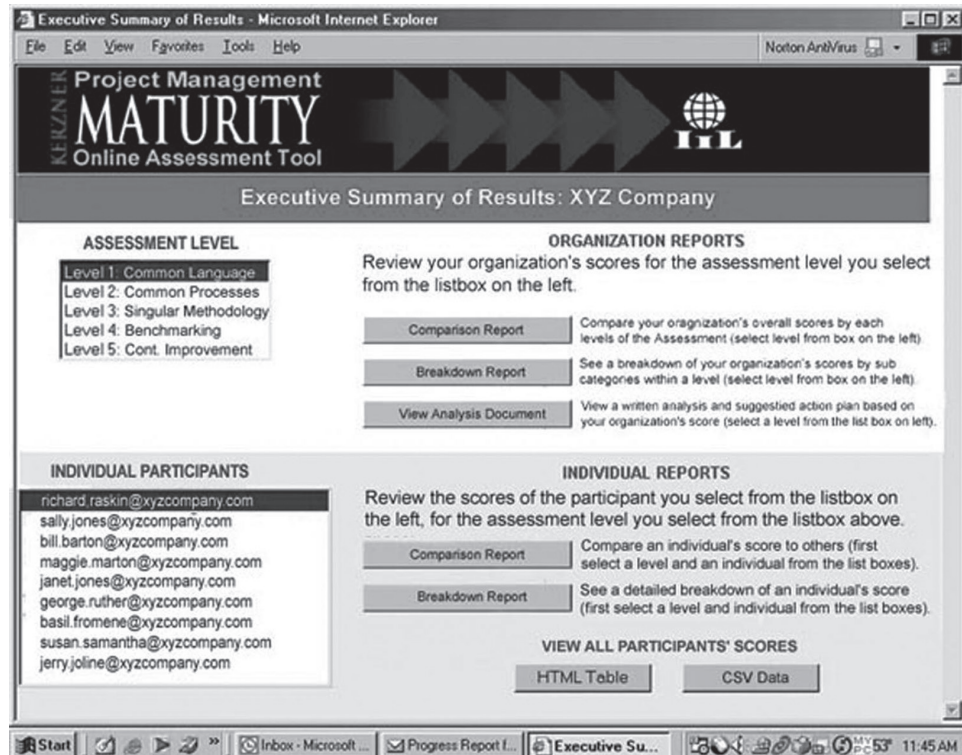 Executive Summary of Results - Microsoft Internet Explorer
File Edit View Favorites Tools Help
Norton AntiVirus
KERZNER
Project Management
MATURITY
Online Assessment Tool
IIL
Executive Summary of Results: XYZ Company
ASSESSMENT LEVEL
Level 1: Common Language
Level 2: Common Processes
Level 3: Singular Methodology
Level 4: Benchmarking
Level 5: Cont. Improvement
ORGANIZATION REPORTS
Review your organization's scores for the assessment level you select
from the listbox on the left.
Comparison Report
Compare your oragnization's overall scores by each
levels of the Assessment (select level from box on the left)
Breakdown Report
See a breakdown of your organization's scores by sub
categories within a level (select level from box on the left).
View Analysis Document
View a written analysis and suggestied action plan based on
your organization's score (select a level from the list box on left).
INDIVIDUAL PARTICIPANTS
richard.raskin@xyzcompany.com
sally.jones@xyzcompany.com
bill.barton@xyzcompany.com
maggie.marton@xyzcompany.com
janet.jones@xyzcompany.com
george.ruther@xyzcompany.com
basil.fromene@xyzcompany.com
susan.samantha@xyzcompany.com
jerry.joline@xyzcompany.com
INDIVIDUAL REPORTS
Review the scores of the participant you select from the listbox on
the left, for the assessment level you select from the listbox above.
Comparison Report
Compare an individual's score to others (first
select a level and an individual from the list boxes).
Breakdown Report
See a detailed breakdown of an individual's score
(first select a level and individual from the list boxes).
VIEW ALL PARTICIPANTS' SCORES
HTML Table
CSV Data
Start
Inbox - Microsoft ...
Progress Report f...
Executive Su...
11:45 AM